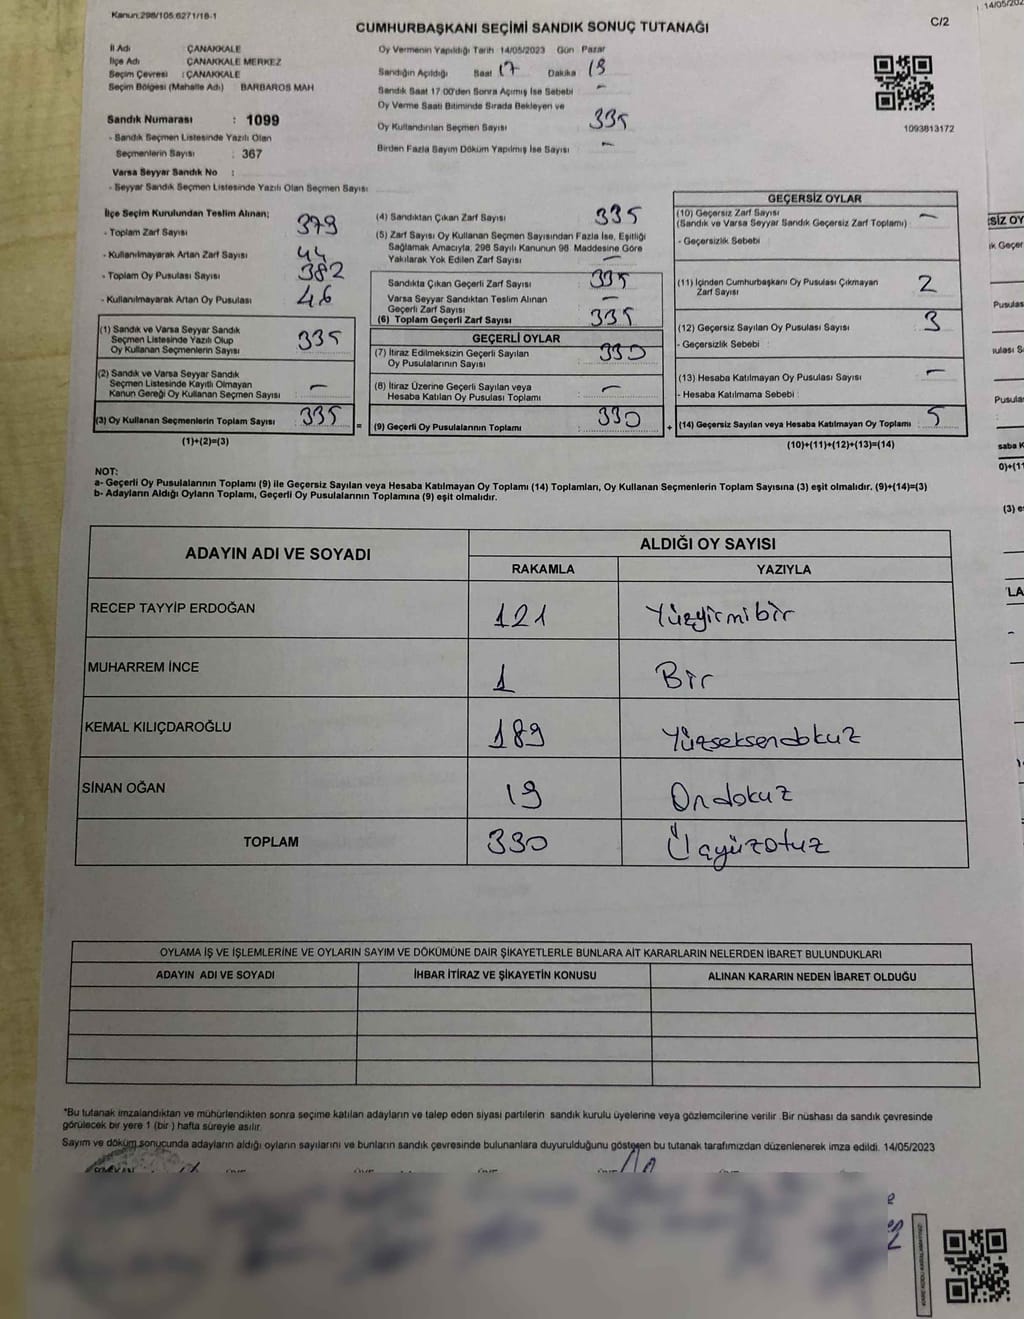 Kanun:298/105.6271/18-1
14/05/202
CUMHURBAŞKANI SEÇİMİ SANDIK SONUÇ TUTANAĞI
C/2
İl Adı : ÇANAKKALE
İlçe Adı : ÇANAKKALE MERKEZ
Seçim Çevresi : ÇANAKKALE
Seçim Bölgesi (Mahalle Adı) BARBAROS MAH
Sandık Numarası : 1099
- Sandık Seçmen Listesinde Yazılı Olan
Seçmenlerin Sayısı : 367
Varsa Seyyar Sandık No :
- Seyyar Sandık Seçmen Listesinde Yazılı Olan Seçmen Sayısı:
Oy Vermenin Yapıldığı Tarih 14/05/2023 Gün Pazar
Sandığın Açıldığı Saat 17 Dakika 19
Sandık Saat 17:00'den Sonra Açımış İse Sebebi -
Oy Verme Saati Bitiminde Sırada Bekleyen ve
Oy Kullandırılan Seçmen Sayısı 335
Birden Fazla Sayım Döküm Yapılmış İse Sayısı -
1093813172
İlçe Seçim Kurulundan Teslim Alınan;
- Toplam Zarf Sayısı 379
- Kullanılmayarak Artan Zarf Sayısı 44
- Toplam Oy Pusulası Sayısı 382
- Kullanılmayarak Artan Oy Pusulası 46
(1) Sandık ve Varsa Seyyar Sandık
Seçmen Listesinde Yazılı Olup
Oy Kullanan Seçmenlerin Sayısı 335
(2) Sandık ve Varsa Seyyar Sandık
Seçmen Listesinde Kayıtlı Olmayan
Kanun Gereği Oy Kullanan Seçmen Sayısı -
(3) Oy Kullanan Seçmenlerin Toplam Sayısı 335
(1)+(2)=(3)
=
(4) Sandıktan Çıkan Zarf Sayısı 335
(5) Zarf Sayısı Oy Kullanan Seçmen Sayısından Fazla İse, Eşitliği
Sağlamak Amacıyla, 298 Sayılı Kanunun 98. Maddesine Göre
Yakılarak Yok Edilen Zarf Sayısı -
Sandıkta Çıkan Geçerli Zarf Sayısı 335
Varsa Seyyar Sandıktan Teslim Alınan
Geçerli Zarf Sayısı -
(6) Toplam Geçerli Zarf Sayısı 335
GEÇERLİ OYLAR
(7) İtiraz Edilmeksizin Geçerli Sayılan
Oy Pusulalarının Sayısı 330
(8) İtiraz Üzerine Geçerli Sayılan veya
Hesaba Katılan Oy Pusulası Toplamı -
(9) Geçerli Oy Pusulalarının Toplamı 330
+
GEÇERSİZ OYLAR
(10) Geçersiz Zarf Sayısı -
(Sandık ve Varsa Seyyar Sandık Geçersiz Zarf Toplamı)
- Geçersizlik Sebebi :
(11) İçinden Cumhurbaşkanı Oy Pusulası Çıkmayan
Zarf Sayısı 2
(12) Geçersiz Sayılan Oy Pusulası Sayısı 3
- Geçersizlik Sebebi :
(13) Hesaba Katılmayan Oy Pusulası Sayısı -
- Hesaba Katılmama Sebebi :
(14) Geçersiz Sayılan veya Hesaba Katılmayan Oy Toplamı 5
(10)+(11)+(12)+(13)=(14)
NOT:
a- Geçerli Oy Pusulalarının Toplamı (9) ile Geçersiz Sayılan veya Hesaba Katılmayan Oy Toplamı (14) Toplamları, Oy Kullanan Seçmenlerin Toplam Sayısına (3) eşit olmalıdır. (9)+(14)=(3)
b- Adayların Aldığı Oyların Toplamı, Geçerli Oy Pusulalarının Toplamına (9) eşit olmalıdır.
ADAYIN ADI VE SOYADI ALDIĞI OY SAYISI
RAKAMLA YAZIYLA
RECEP TAYYİP ERDOĞAN 121 Yüzyirmibir
MUHARREM İNCE 1 Bir
KEMAL KILIÇDAROĞLU 189 Yüzseksendokuz
SİNAN OĞAN 19 Ondokuz
TOPLAM 330 Üçyüzotuz
OYLAMA İŞ VE İŞLEMLERİNE VE OYLARIN SAYIM VE DÖKÜMÜNE DAİR ŞİKAYETLERLE BUNLARA AİT KARARLARIN NELERDEN İBARET BULUNDUKLARI
ADAYIN ADI VE SOYADI İHBAR İTİRAZ VE ŞİKAYETİN KONUSU ALINAN KARARIN NEDEN İBARET OLDUĞU
*Bu tutanak imzalandıktan ve mühürlendikten sonra seçime katılan adayların ve talep eden siyasi partilerin sandık kurulu üyelerine veya gözlemcilerine verilir. Bir nüshası da sandık çevresinde
görülecek bir yere 1 (bir ) hafta süreyle asılır.
Sayım ve döküm sonucunda adayların aldığı oyların sayılarını ve bunların sandık çevresinde bulunanlara duyurulduğunu gösteren bu tutanak tarafımızdan düzenlenerek imza edildi. 14/05/2023